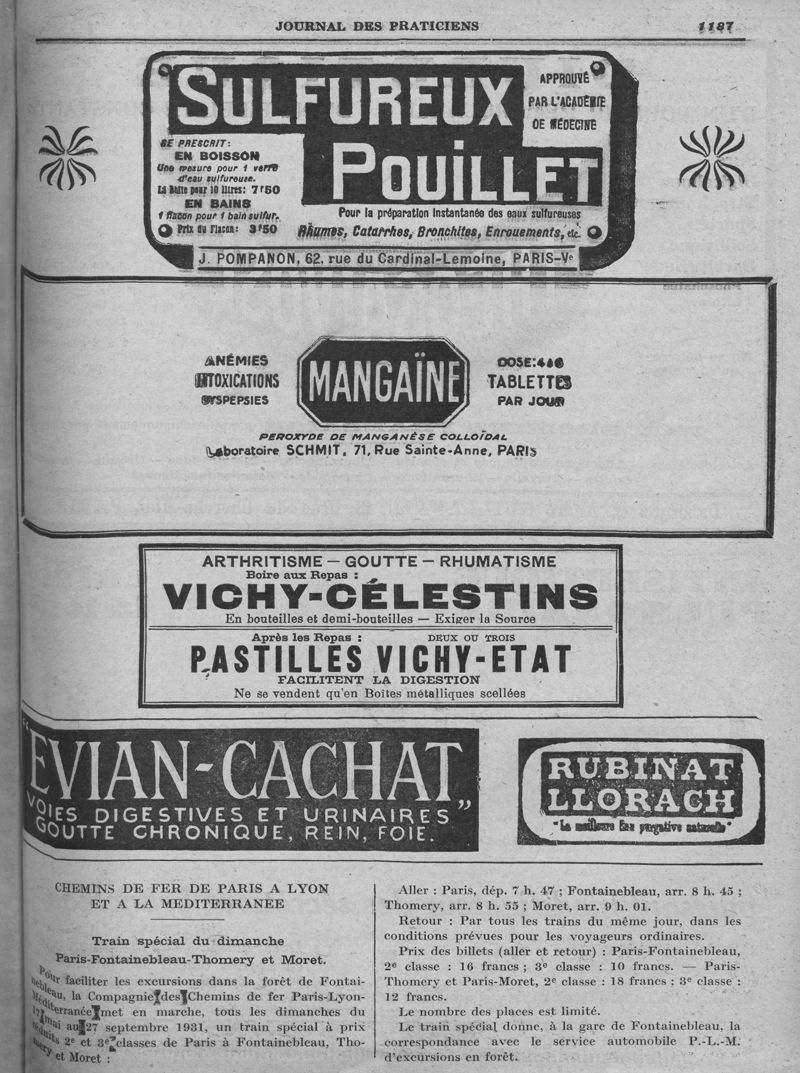 JOURNAL DES PRATICIENS 1187
SULFUREUX
POUILLET
APPROUVÉ
PAR L'ACADÉMIE
DE MÉDECINE
SE PRESCRIT:
EN BOISSON
Une mesure pour 1 verre
d'eau sulfureuse.
La Boîte pour 10 litres: 7f50
EN BAINS
1 flacon pour 1 bain sulfur.
Prix du Flacon: 3f50
Pour la préparation instantanée des eaux sulfureuses
Rhumes, Catarrhes, Bronchites, Enrouements, etc.
J. POMPANON, 62, rue du Cardinal-Lemoine, PARIS-Ve
ANÉMIES
INTOXICATIONS
DYSPEPSIES
MANGAÏNE
DOSE: 4 à 6
TABLETTES
PAR JOUR
PEROXYDE DE MANGANÈSE COLLOÏDAL
Laboratoire SCHMIT, 71, Rue Sainte-Anne, PARIS
ARTHRITISME — GOUTTE — RHUMATISME
Boire aux Repas :
VICHY-CÉLESTINS
En bouteilles et demi-bouteilles — Exiger la Source
Après les Repas : DEUX OU TROIS
PASTILLES VICHY-ETAT
FACILITENT LA DIGESTION
Ne se vendent qu'en Boîtes métalliques scellées
"EVIAN-CACHAT"
VOIES DIGESTIVES ET URINAIRES
GOUTTE CHRONIQUE, REIN, FOIE.
RUBINAT
LLORACH
"La meilleure Eau purgative naturelle"
CHEMINS DE FER DE PARIS A LYON
ET A LA MEDITERRANEE
Train spécial du dimanche
Paris-Fontainebleau-Thomery et Moret.
Pour faciliter les excursions dans la forêt de Fontai-
nebleau, la Compagnie des Chemins de fer Paris-Lyon-
Méditerranée met en marche, tous les dimanches du
17 mai au 27 septembre 1931, un train spécial à prix
réduits 2e et 3e classes de Paris à Fontainebleau, Tho-
mery et Moret :
Aller : Paris, dép. 7 h. 47 ; Fontainebleau, arr. 8 h. 45 ;
Thomery, arr. 8 h. 55 ; Moret, arr. 9 h. 01.
Retour : Par tous les trains du même jour, dans les
conditions prévues pour les voyageurs ordinaires.
Prix des billets (aller et retour) : Paris-Fontainebleau,
2e classe : 16 francs ; 3e classe : 10 francs. — Paris-
Thomery et Paris-Moret, 2e classe : 18 francs ; 3e classe :
12 francs.
Le nombre des places est limité.
Le train spécial donne, à la gare de Fontainebleau, la
correspondance avec le service automobile P.-L.-M.
d'excursions en forêt.